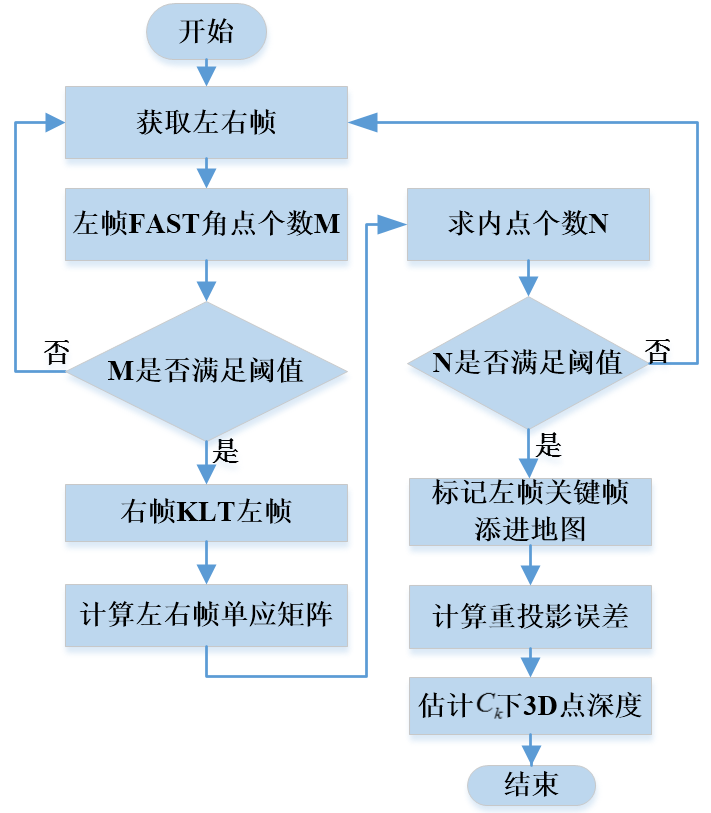 开始
获取左右帧
左帧FAST角点个数M
M是否满足阈值
否
是
右帧KLT左帧
计算左右帧单应矩阵
求内点个数N
N是否满足阈值
否
是
标记左帧关键帧
添进地图
计算重投影误差
估计C_k下3D点深度
结束